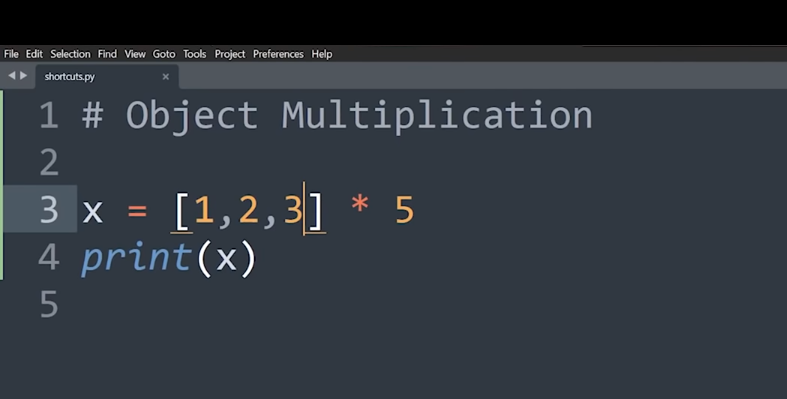 File Edit Selection Find View Goto Tools Project Preferences Help
shortcuts.py ×
1 # Object Multiplication
2
3 x = [1,2,3] * 5
4 print(x)
5